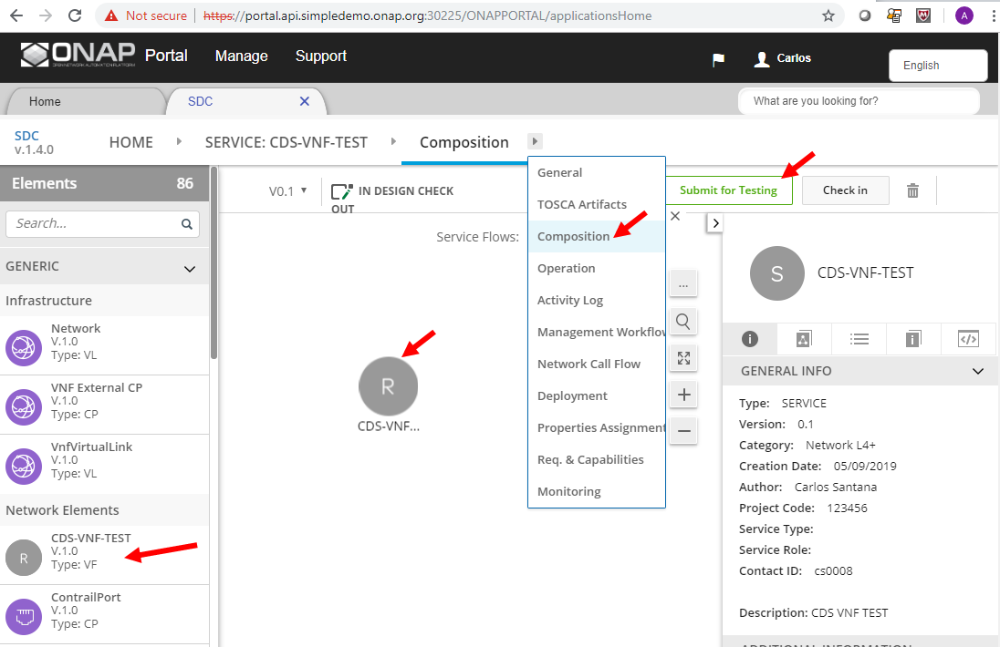 Not secure https://portal.api.simpledemo.onap.org:30225/ONAPPORTAL/applicationsHome A
ONAP Portal Manage Support Carlos English
Home SDC What are you looking for?
SDC
v.1.4.0
HOME SERVICE: CDS-VNF-TEST Composition
Elements 86
Search...
GENERIC
Infrastructure
Network
V.1.0
Type: VL
VNF External CP
V.1.0
Type: CP
VnfVirtualLink
V.1.0
Type: VL
Network Elements
R
CDS-VNF-TEST
V.1.0
Type: VF
ContrailPort
V.1.0
Type: CP
V0.1 IN DESIGN CHECK
OUT
Service Flows:
R
CDS-VNF...
General
TOSCA Artifacts
Composition
Operation
Activity Log
Management Workflow
Network Call Flow
Deployment
Properties Assignment
Req. & Capabilities
Monitoring
Submit for Testing Check in
...
S CDS-VNF-TEST
GENERAL INFO
Type: SERVICE
Version: 0.1
Category: Network L4+
Creation Date: 05/09/2019
Author: Carlos Santana
Project Code: 123456
Service Type:
Service Role:
Contact ID: cs0008
Description: CDS VNF TEST
ADDITIONAL INFORMATION